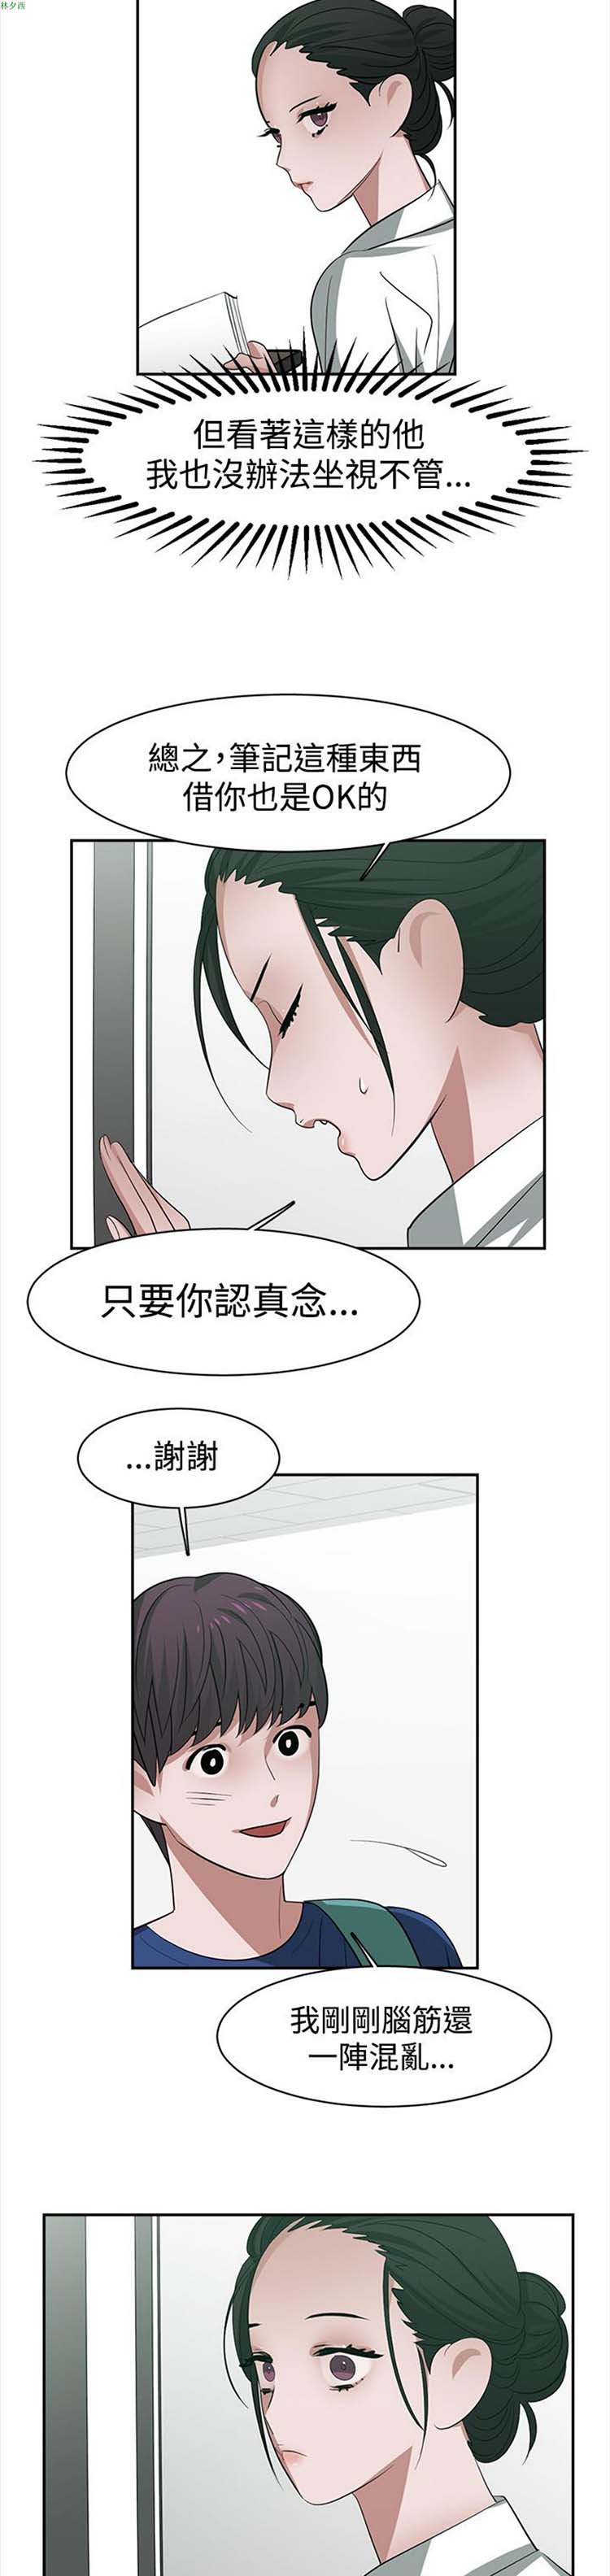 林夕西
但看著這樣的他
我也沒辦法坐視不管...
總之，筆記這種東西
借你也是OK的
只要你認真念...
...謝謝
我剛剛腦筋還
一陣混亂...